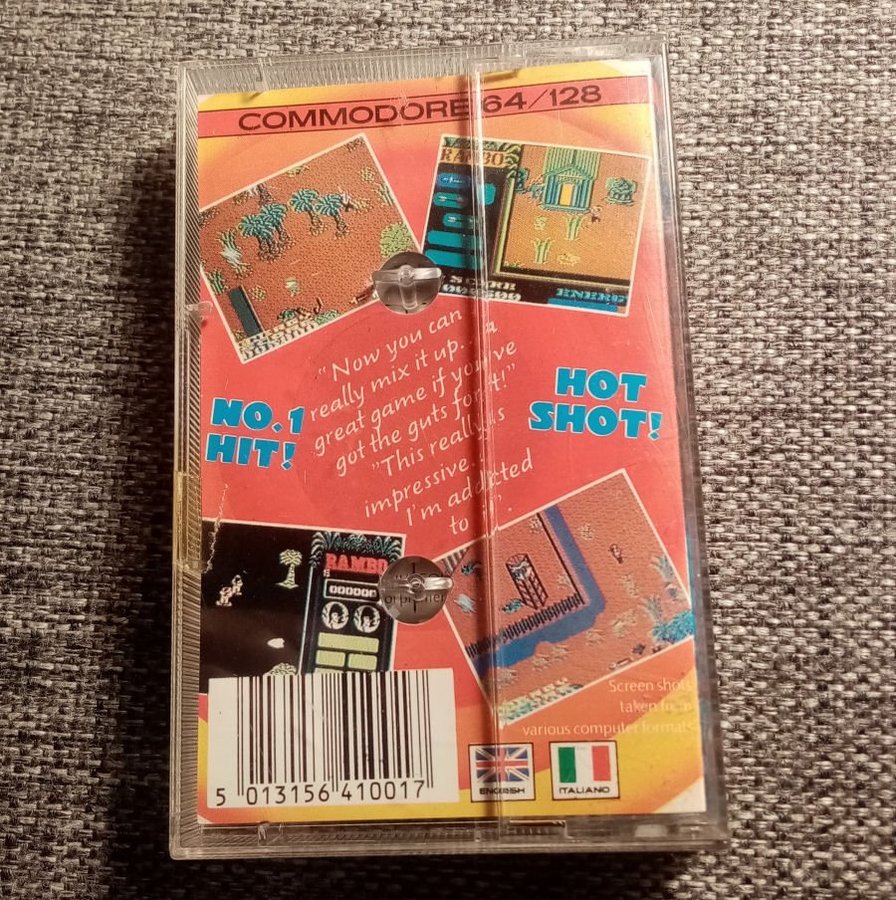 COMMODORE 64/128
RAMBO
SCORE
ENERG
"Now you can
really mix it up. . . a
great game if you've
got the guts for it!"
"This really is
impressive. .
I'm addicted
to
NO.1
HIT!
HOT
SHOT!
RAMBO
000000
Screen shots
taken from
various computer formats
5 013156 410017
ENGLISH
ITALIANO